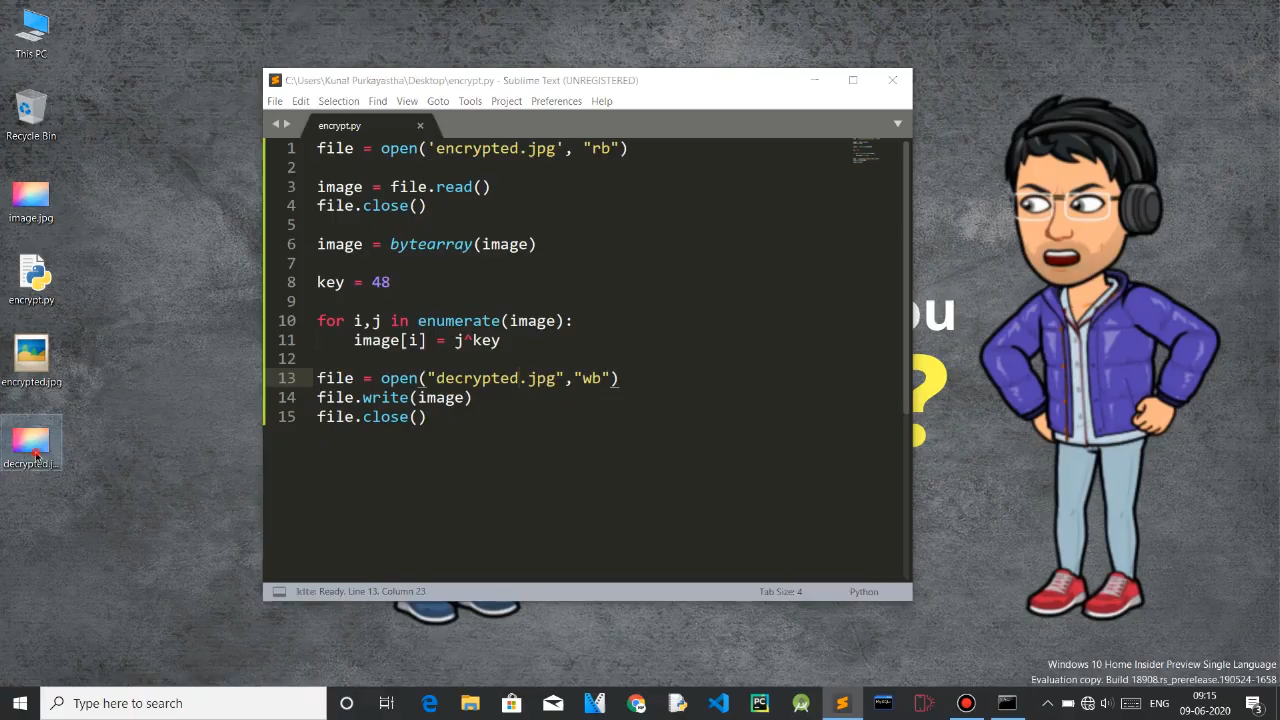 This PC
Recycle Bin
image.jpg
encrypt.py
encrypted.jpg
decrypted.j...
C:\Users\Kunal Purkayastha\Desktop\encrypt.py - Sublime Text (UNREGISTERED)
File Edit Selection Find View Goto Tools Project Preferences Help
encrypt.py
1 file = open('encrypted.jpg', "rb")
2
3 image = file.read()
4 file.close()
5
6 image = bytearray(image)
7
8 key = 48
9
10 for i,j in enumerate(image):
11 image[i] = j^key
12
13 file = open("decrypted.jpg","wb")
14 file.write(image)
15 file.close()
kite: Ready, Line 13, Column 23
Tab Size: 4
Python
ou
?
Windows 10 Home Insider Preview Single Language
Evaluation copy. Build 18908.rs_prerelease.190524-1658
Type here to search
ENG
09:15
09-06-2020
3